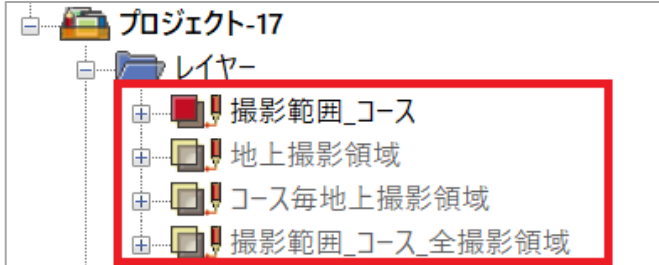 プロジェクト-17
レイヤー
撮影範囲_コース
地上撮影領域
コース毎地上撮影領域
撮影範囲_コース_全撮影領域